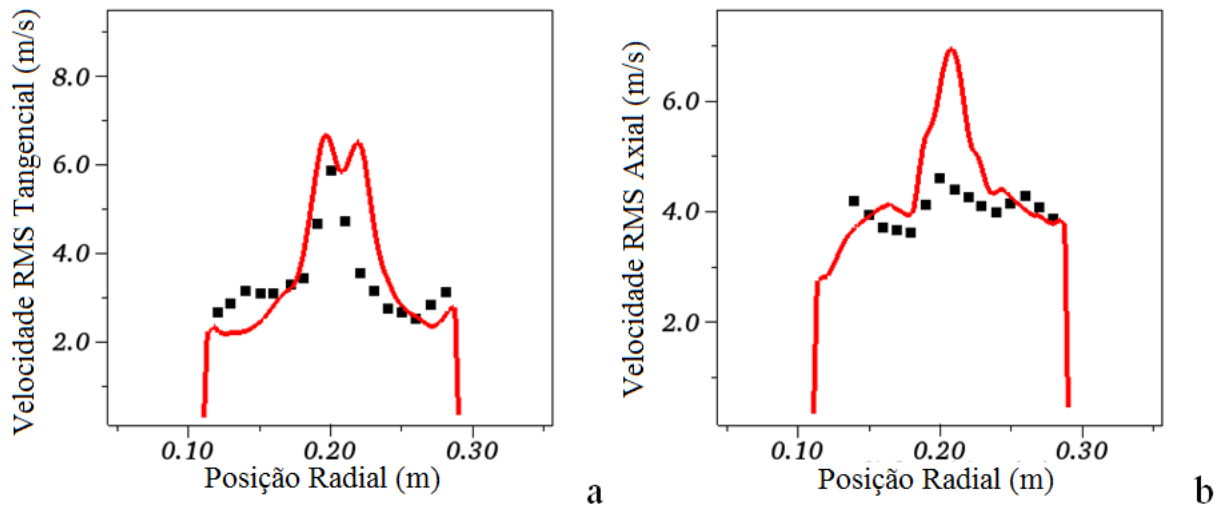 Velocidade RMS Tangencial (m/s)
8.0
6.0
4.0
2.0
0.10 0.20 0.30
Posição Radial (m)
a
Velocidade RMS Axial (m/s)
6.0
4.0
2.0
0.10 0.20 0.30
Posição Radial (m)
b